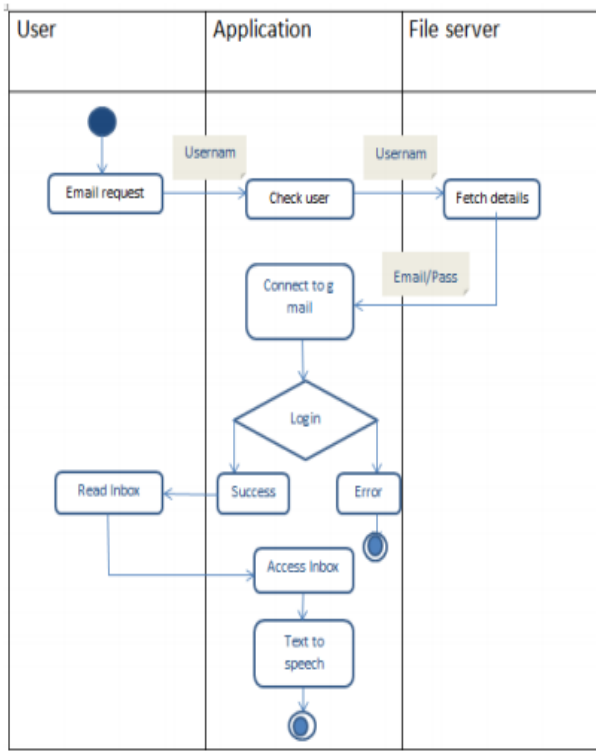 User
Application
File server
Usernam
Usernam
Email request
Check user
Fetch details
Email/Pass
Connect to g
mail
Login
Read Inbox
Success
Error
Access Inbox
Text to
speech